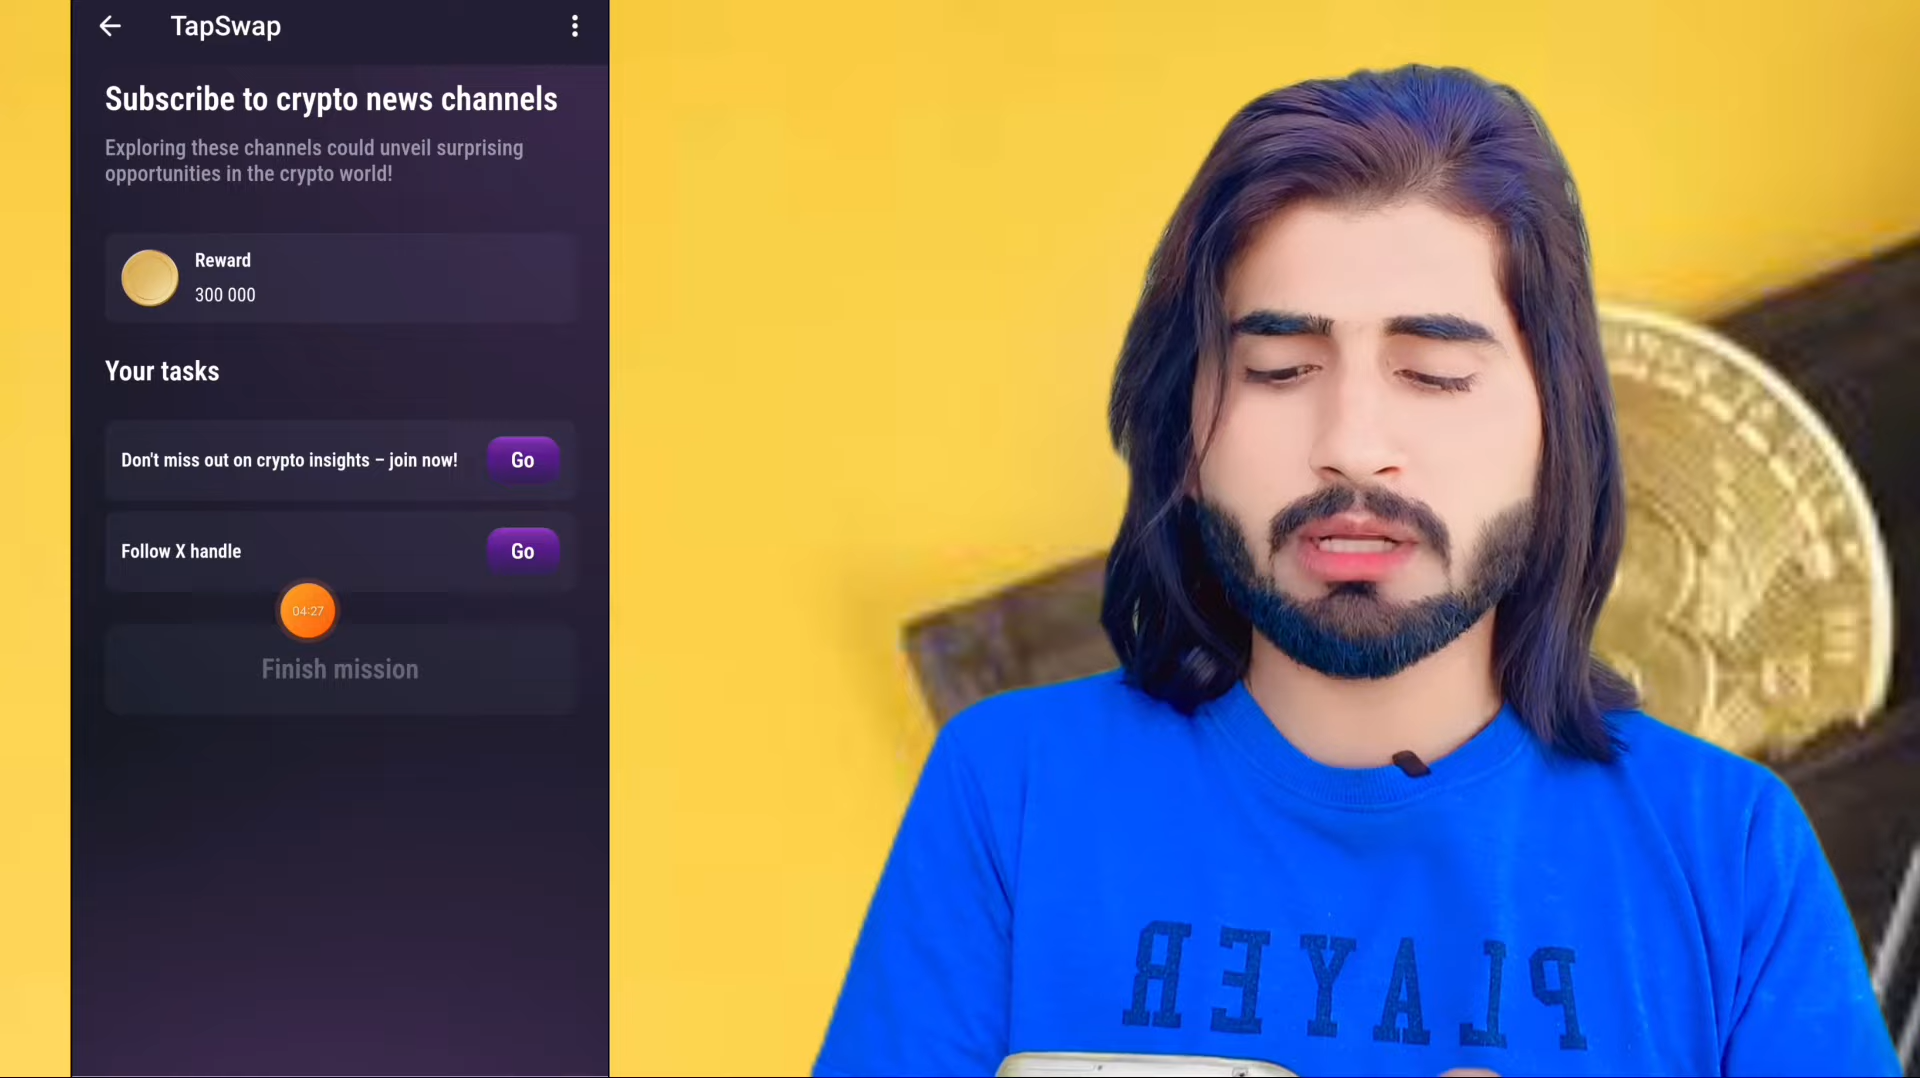 TapSwap
Subscribe to crypto news channels
Exploring these channels could unveil surprising
opportunities in the crypto world!
Reward
300 000
Your tasks
Don't miss out on crypto insights – join now!
Go
Follow X handle
Go
04:27
Finish mission
PLAYER